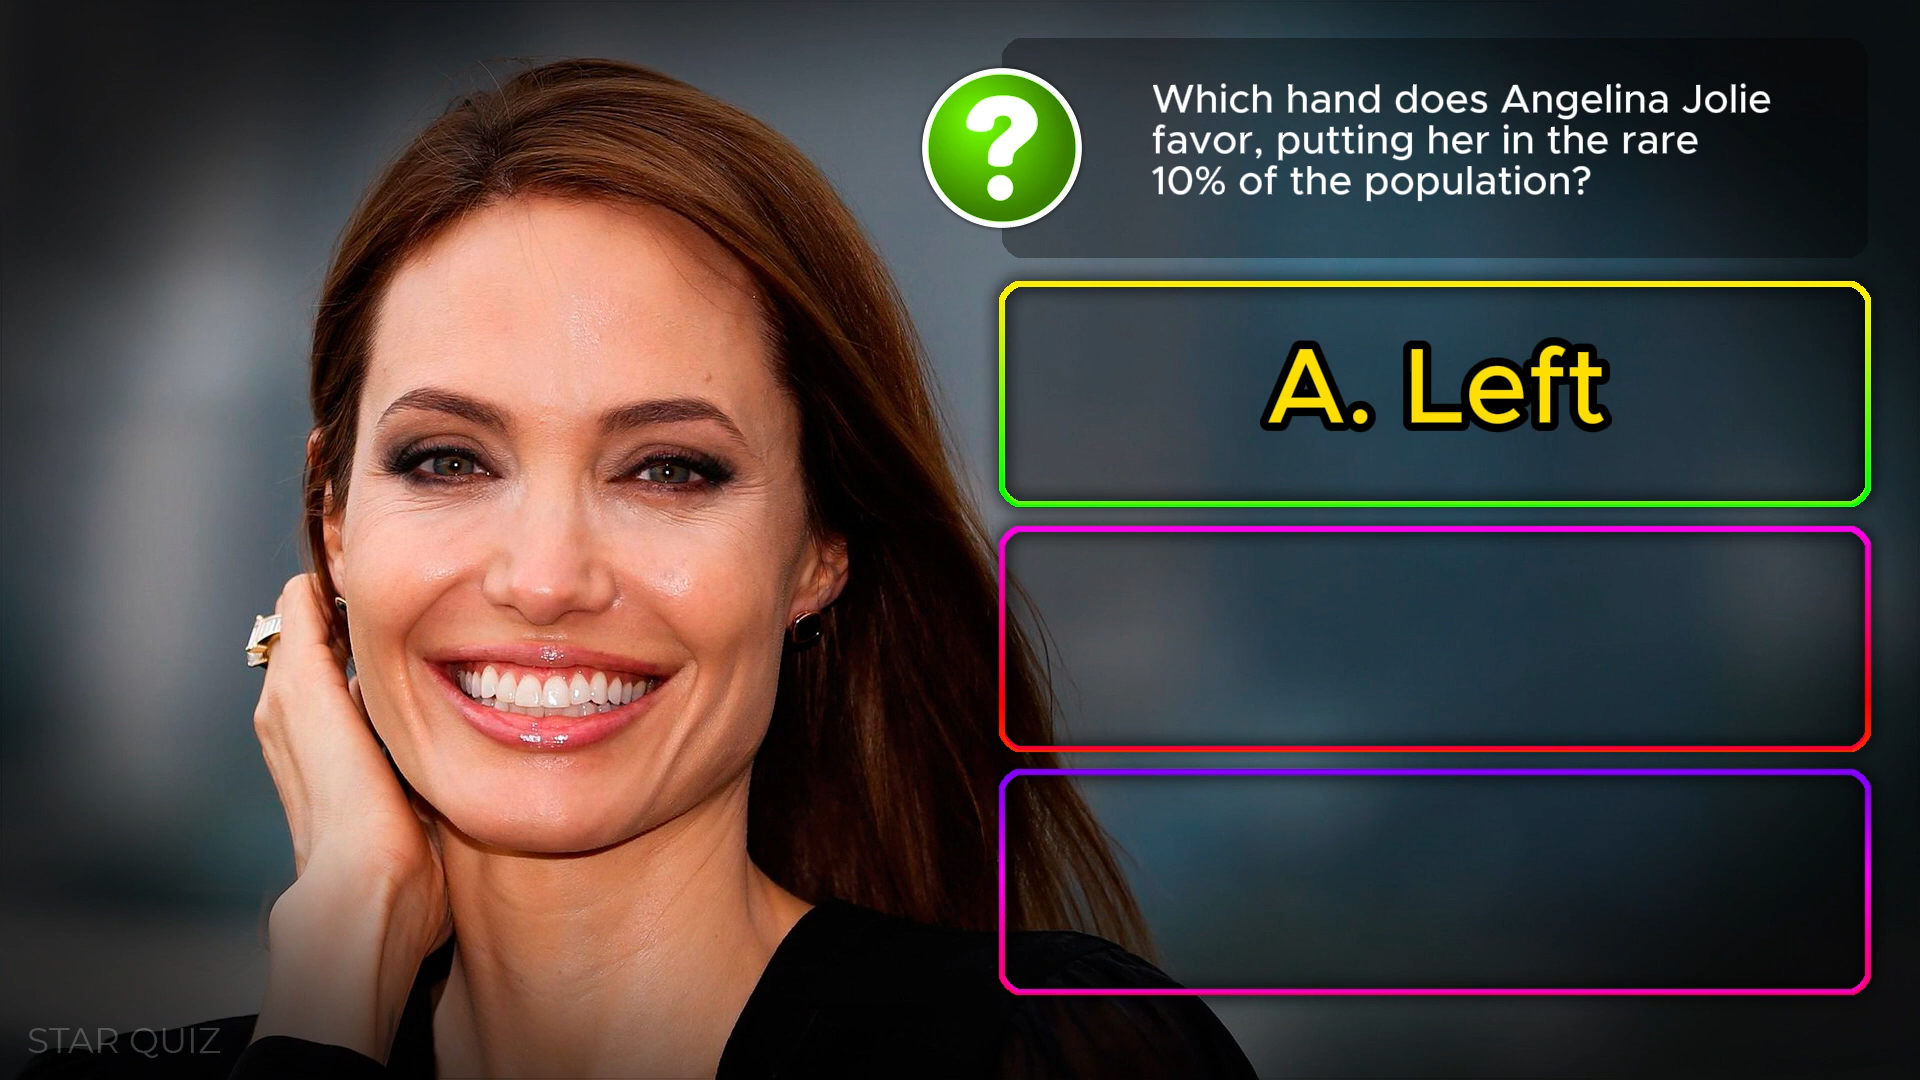 ?
Which hand does Angelina Jolie
favor, putting her in the rare
10% of the population?
A. Left
STAR QUIZ